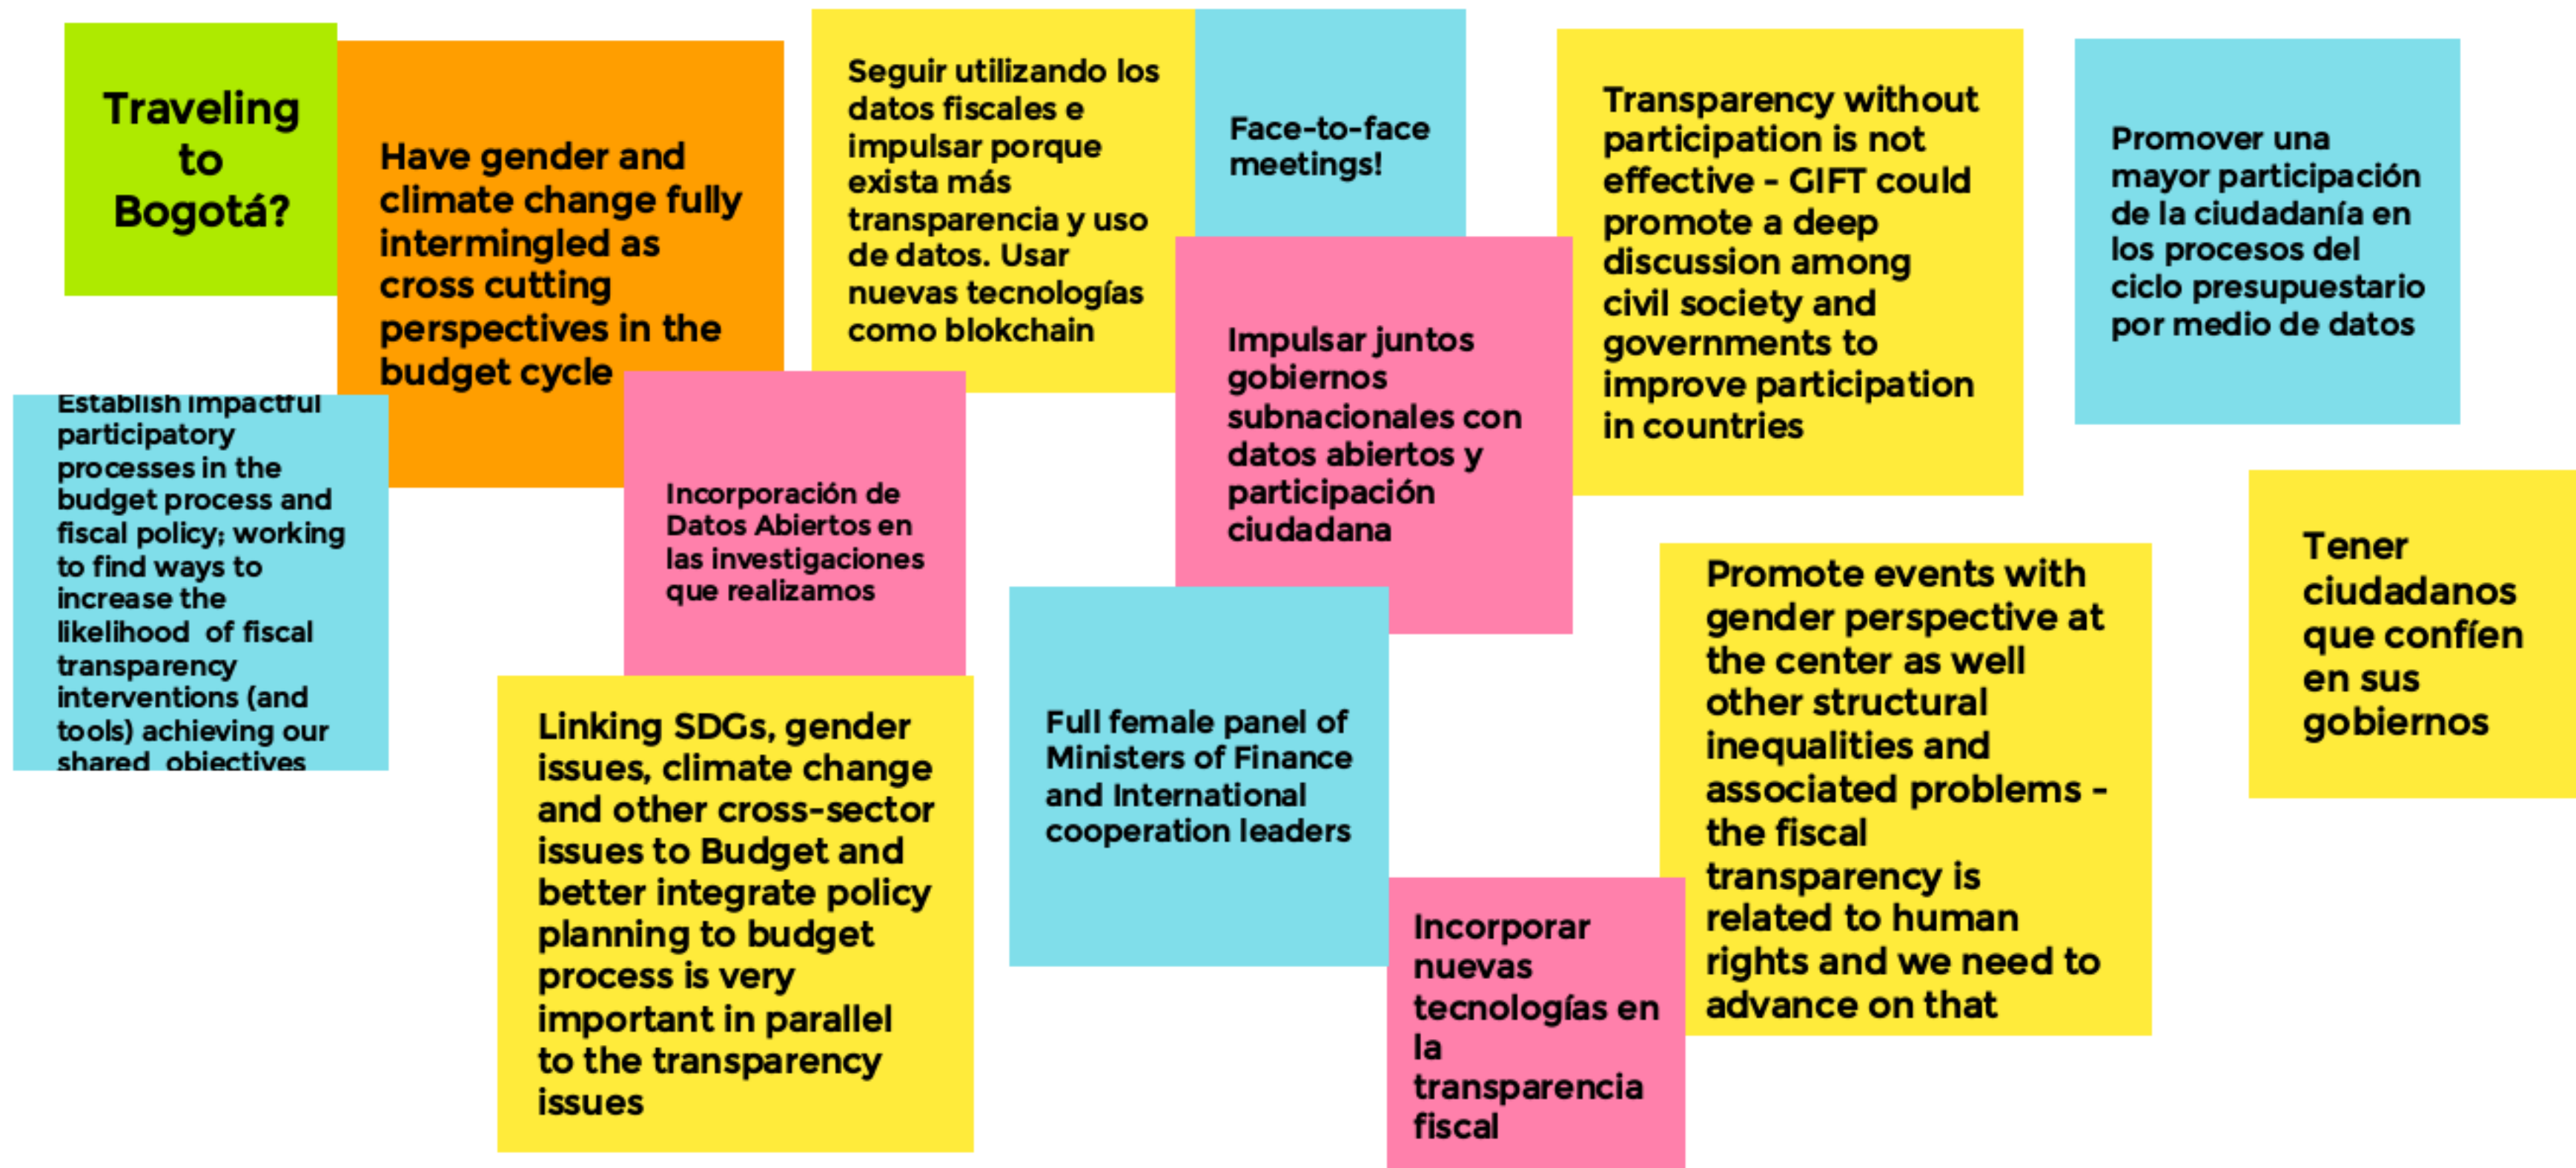 Traveling
to
Bogotá?
Have gender and
climate change fully
intermingled as
cross cutting
perspectives in the
budget cycle
Seguir utilizando los
datos fiscales e
impulsar porque
exista más
transparencia y uso
de datos. Usar
nuevas tecnologías
como blokchain
Face-to-face
meetings!
Transparency without
participation is not
effective - GIFT could
promote a deep
discussion among
civil society and
governments to
improve participation
in countries
Promover una
mayor participación
de la ciudadanía en
los procesos del
ciclo presupuestario
por medio de datos
Establish impactful
participatory
processes in the
budget process and
fiscal policy; working
to find ways to
increase the
likelihood of fiscal
transparency
interventions (and
tools) achieving our
shared objectives
Incorporación de
Datos Abiertos en
las investigaciones
que realizamos
Impulsar juntos
gobiernos
subnacionales con
datos abiertos y
participación
ciudadana
Tener
ciudadanos
que confíen
en sus
gobiernos
Linking SDGs, gender
issues, climate change
and other cross-sector
issues to Budget and
better integrate policy
planning to budget
process is very
important in parallel
to the transparency
issues
Full female panel of
Ministers of Finance
and International
cooperation leaders
Promote events with
gender perspective at
the center as well
other structural
inequalities and
associated problems -
the fiscal
transparency is
related to human
rights and we need to
advance on that
Incorporar
nuevas
tecnologías en
la
transparencia
fiscal